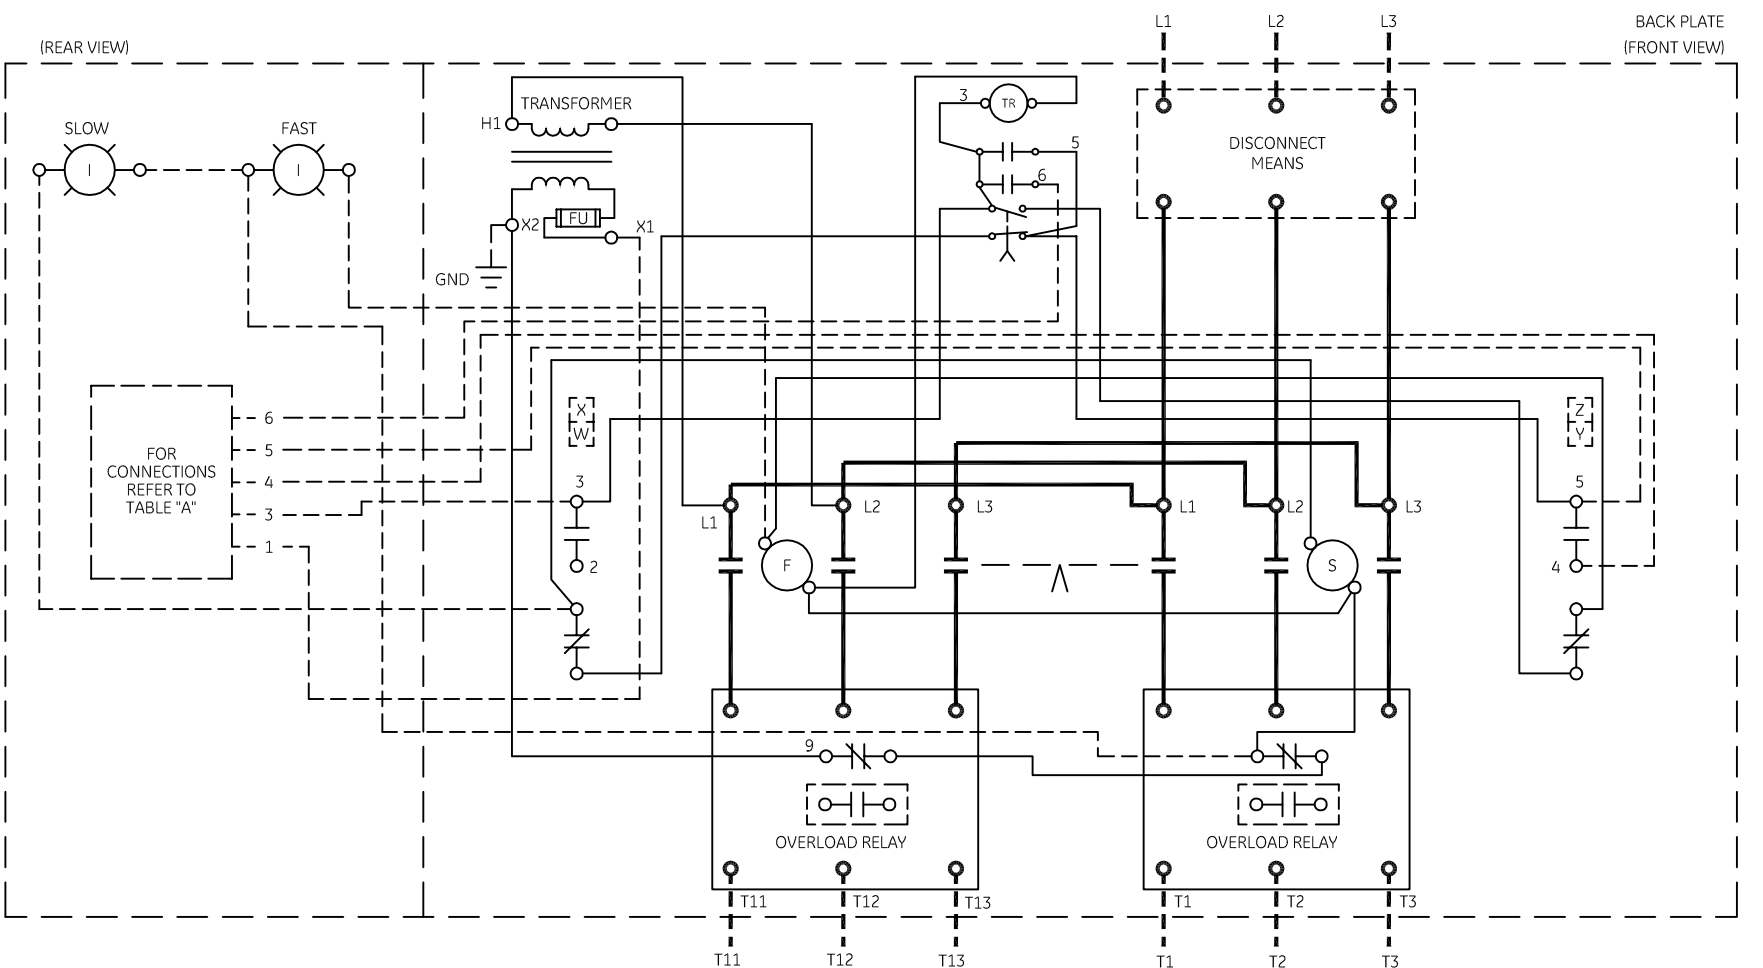 L1 L2 L3 BACK PLATE
(REAR VIEW) (FRONT VIEW)
TRANSFORMER
3 TR
H1
SLOW FAST
5
DISCONNECT
MEANS
I I
6
FU
X2 X1
GND
X
W
Z
Y
6
5
4
3
1
FOR
CONNECTIONS
REFER TO
TABLE "A"
3
2
5
4
L1 L2 L3 L1 L2 L3
F S
9
OVERLOAD RELAY OVERLOAD RELAY
T11 T12 T13 T1 T2 T3
T11 T12 T13 T1 T2 T3